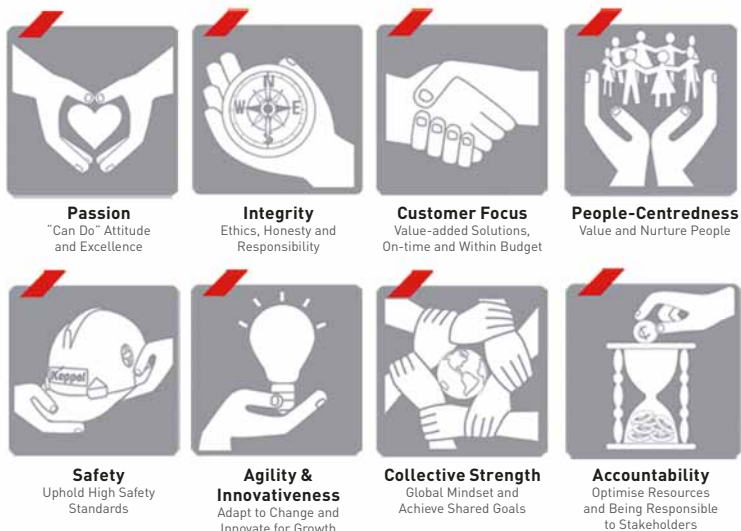 N
W E
S
Passion
“Can Do” Attitude
and Excellence
Integrity
Ethics, Honesty and
Responsibility
Customer Focus
Value-added Solutions,
On-time and Within Budget
People-Centredness
Value and Nurture People
Keppel
¢
Safety
Uphold High Safety
Standards
Agility &
Innovativeness
Adapt to Change and
Innovate for Growth
Collective Strength
Global Mindset and
Achieve Shared Goals
Accountability
Optimise Resources
and Being Responsible
to Stakeholders